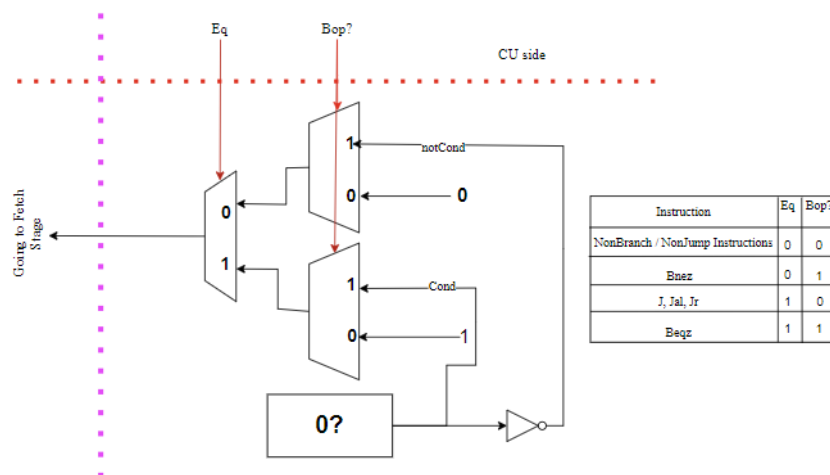 Eq
Bop?
CU side
1
notCond
0
0
0
1
1
Cond
0
1
0?
Going to Fetch
Stage
Instruction Eq Bop?
NonBranch / NonJump Instructions 0 0
Bnez 0 1
J, Jal, Jr 1 0
Beqz 1 1